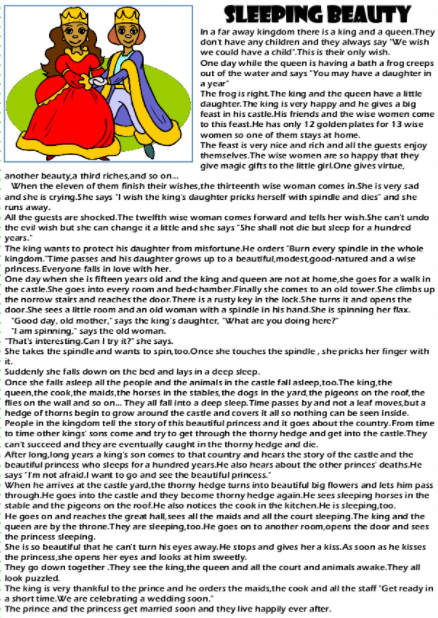 SLEEPING BEAUTY
In a far away kingdom there is a king and a queen.They
don't have any children and they always say "We wish
we could have a child".This is their only wish.
One day while the queen is having a bath a frog creeps
out of the water and says "You may have a daughter in
a year"
The frog is right.The king and the queen have a little
daughter.The king is very happy and he gives a big
feast in his castle.His friends and the wise women come
to this feast.He has only 12 golden plates for 13 wise
women so one of them stays at home.
The feast is very nice and rich and all the guests enjoy
themselves.The wise women are so happy that they
give magic gifts to the little girl.One gives virtue,
another beauty,a third riches,and so on...
When the eleven of them finish their wishes,the thirteenth wise woman comes in.She is very sad
and she is crying.She says "I wish the king's daughter pricks herself with spindle and dies" and she
runs away.
All the guests are shocked.The twelfth wise woman comes forward and tells her wish.She can't undo
the evil wish but she can change it a little and she says "She shall not die but sleep for a hundred
years."
The king wants to protect his daughter from misfortune.He orders "Burn every spindle in the whole
kingdom."Time passes and his daughter grows up to a beautiful,modest,good-natured and a wise
princess.Everyone falls in love with her.
One day when she is fifteen years old and the king and queen are not at home,she goes for a walk in
the castle.She goes into every room and bed-chamber.Finally she comes to an old tower.She climbs up
the norrow stairs and reaches the door.There is a rusty key in the lock.She turns it and opens the
door.She sees a little room and an old woman with a spindle in his hand.She is spinning her flax.
"Good day, old mother," says the king's daughter, "What are you doing here?"
"I am spinning," says the old woman.
"That's interesting.Can I try it?" she says.
She takes the spindle and wants to spin,too.Once she touches the spindle , she pricks her finger with
it.
Suddenly she falls down on the bed and lays in a deep sleep.
Once she falls asleep all the people and the animals in the castle fall asleep,too.The king,the
queen,the cook,the maids,the horses in the stables,the dogs in the yard,the pigeons on the roof,the
flies on the wall and so on... They all fall into a deep sleep.Time passes by and not a leaf moves,but a
hedge of thorns begin to grow around the castle and covers it all so nothing can be seen inside.
People in the kingdom tell the story of this beautiful princess and it goes about the country.From time
to time other kings' sons come and try to get through the thorny hedge and get into the castle.They
can't succeed and they are eventually caught in the thorny hedge and die.
After long,long years a king's son comes to that country and hears the story of the castle and the
beautiful princess who sleeps for a hundred years.He also hears about the other princes' deaths.He
says "I'm not afraid.I want to go and see the beautiful princess."
When he arrives at the castle yard,the thorny hedge turns into beautiful big flowers and lets him pass
through.He goes into the castle and they become thorny hedge again.He sees sleeping horses in the
stable and the pigeons on the roof.He also notices the cook in the kitchen.He is sleeping,too.
He goes on and reaches the great hall,sees all the maids and all the court sleeping.The king and the
queen are by the throne.They are sleeping,too.He goes on to another room,opens the door and sees
the princess sleeping.
She is so beautiful that he can't turn his eyes away.He stops and gives her a kiss.As soon as he kisses
the princess,she opens her eyes and looks at him sweetly.
They go down together .They see the king,the queen and all the court and animals awake.They all
look puzzled.
The king is very thankful to the prince and he orders the maids,the cook and all the staff "Get ready in
a short time.We are celebrating a wedding soon."
The prince and the princess get married soon and they live happily ever after.